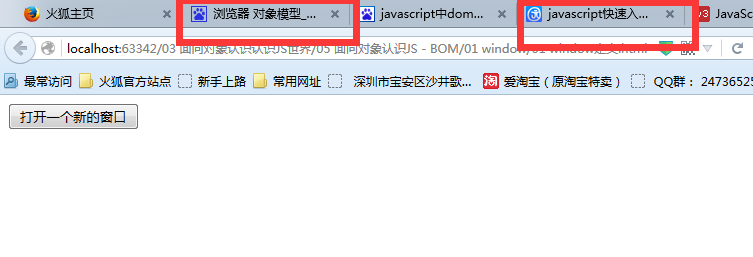 火狐主页 浏览器 对象模型_... javascript中dom... javascript快速入... v3 JavaS
localhost:63342/03 面向对象认识认识JS世界/05 面向对象认识JS - BOM/01 window/
最常访问 火狐官方站点 新手上路 常用网址 深圳市宝安区沙井歌... 爱淘宝（原淘宝特卖） QQ群： 24736525
打开一个新的窗口